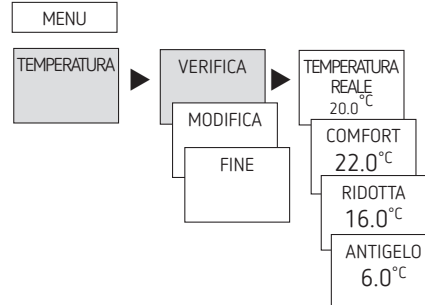 MENU
TEMPERATURA
VERIFICA
MODIFICA
FINE
TEMPERATURA
REALE
20.0°C
COMFORT
22.0°C
RIDOTTA
16.0°C
ANTIGELO
6.0°C